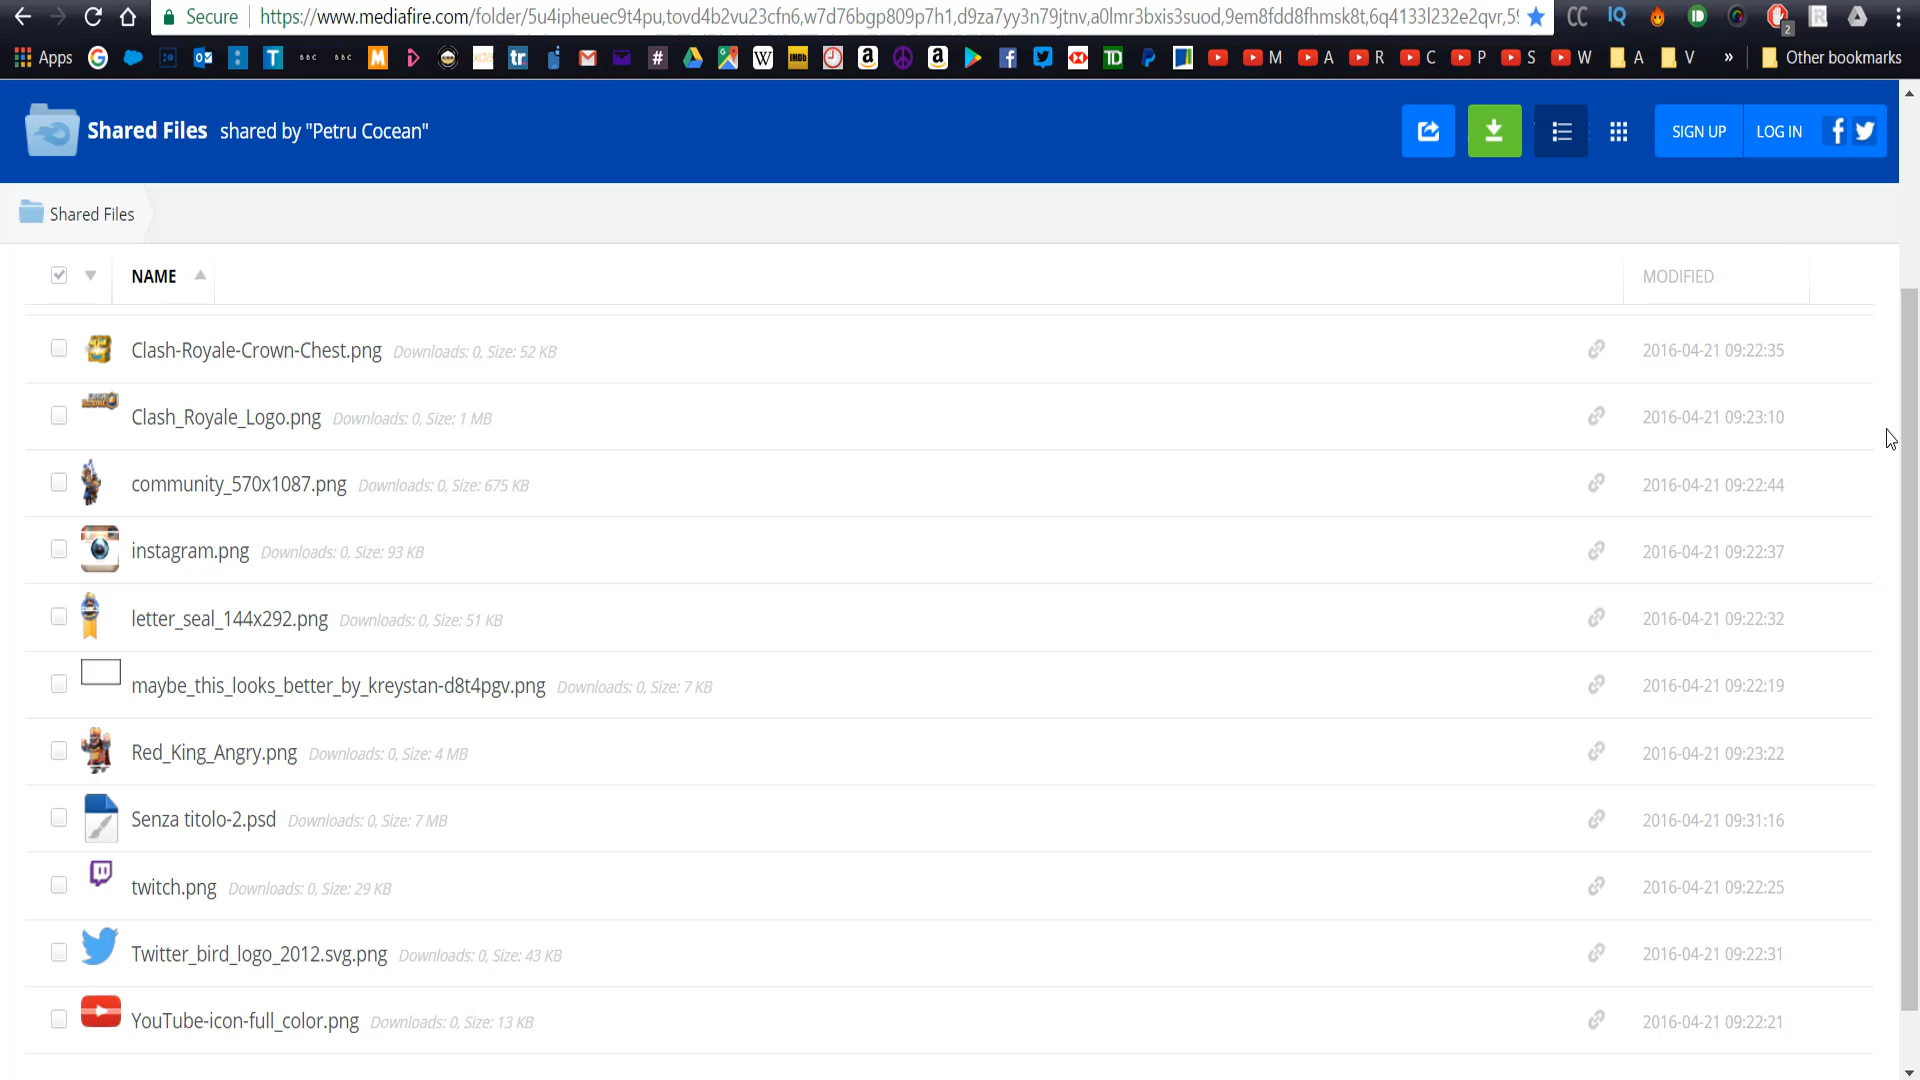 Secure https://www.mediafire.com/folder/5u4ipheuec9t4pu,tovd4b2vu23cfn6,w7d76bgp809p7h1,d9za7yy3n79jtnv,a0lmr3bxis3suod,9em8fdd8fhmsk8t,6q4133l232e2qvr,59 CC IQ 2
Apps T BBC BBC M tr # W IMDb a a TD M A R C P S W A V » Other bookmarks
Shared Files shared by "Petru Cocean" SIGN UP LOG IN
Shared Files
NAME MODIFIED
Clash-Royale-Crown-Chest.png Downloads: 0, Size: 52 KB 2016-04-21 09:22:35
Clash_Royale_Logo.png Downloads: 0, Size: 1 MB 2016-04-21 09:23:10
community_570x1087.png Downloads: 0, Size: 675 KB 2016-04-21 09:22:44
instagram.png Downloads: 0, Size: 93 KB 2016-04-21 09:22:37
letter_seal_144x292.png Downloads: 0, Size: 51 KB 2016-04-21 09:22:32
maybe_this_looks_better_by_kreystan-d8t4pgv.png Downloads: 0, Size: 7 KB 2016-04-21 09:22:19
Red_King_Angry.png Downloads: 0, Size: 4 MB 2016-04-21 09:23:22
Senza titolo-2.psd Downloads: 0, Size: 7 MB 2016-04-21 09:31:16
twitch.png Downloads: 0, Size: 29 KB 2016-04-21 09:22:25
Twitter_bird_logo_2012.svg.png Downloads: 0, Size: 43 KB 2016-04-21 09:22:31
YouTube-icon-full_color.png Downloads: 0, Size: 13 KB 2016-04-21 09:22:21